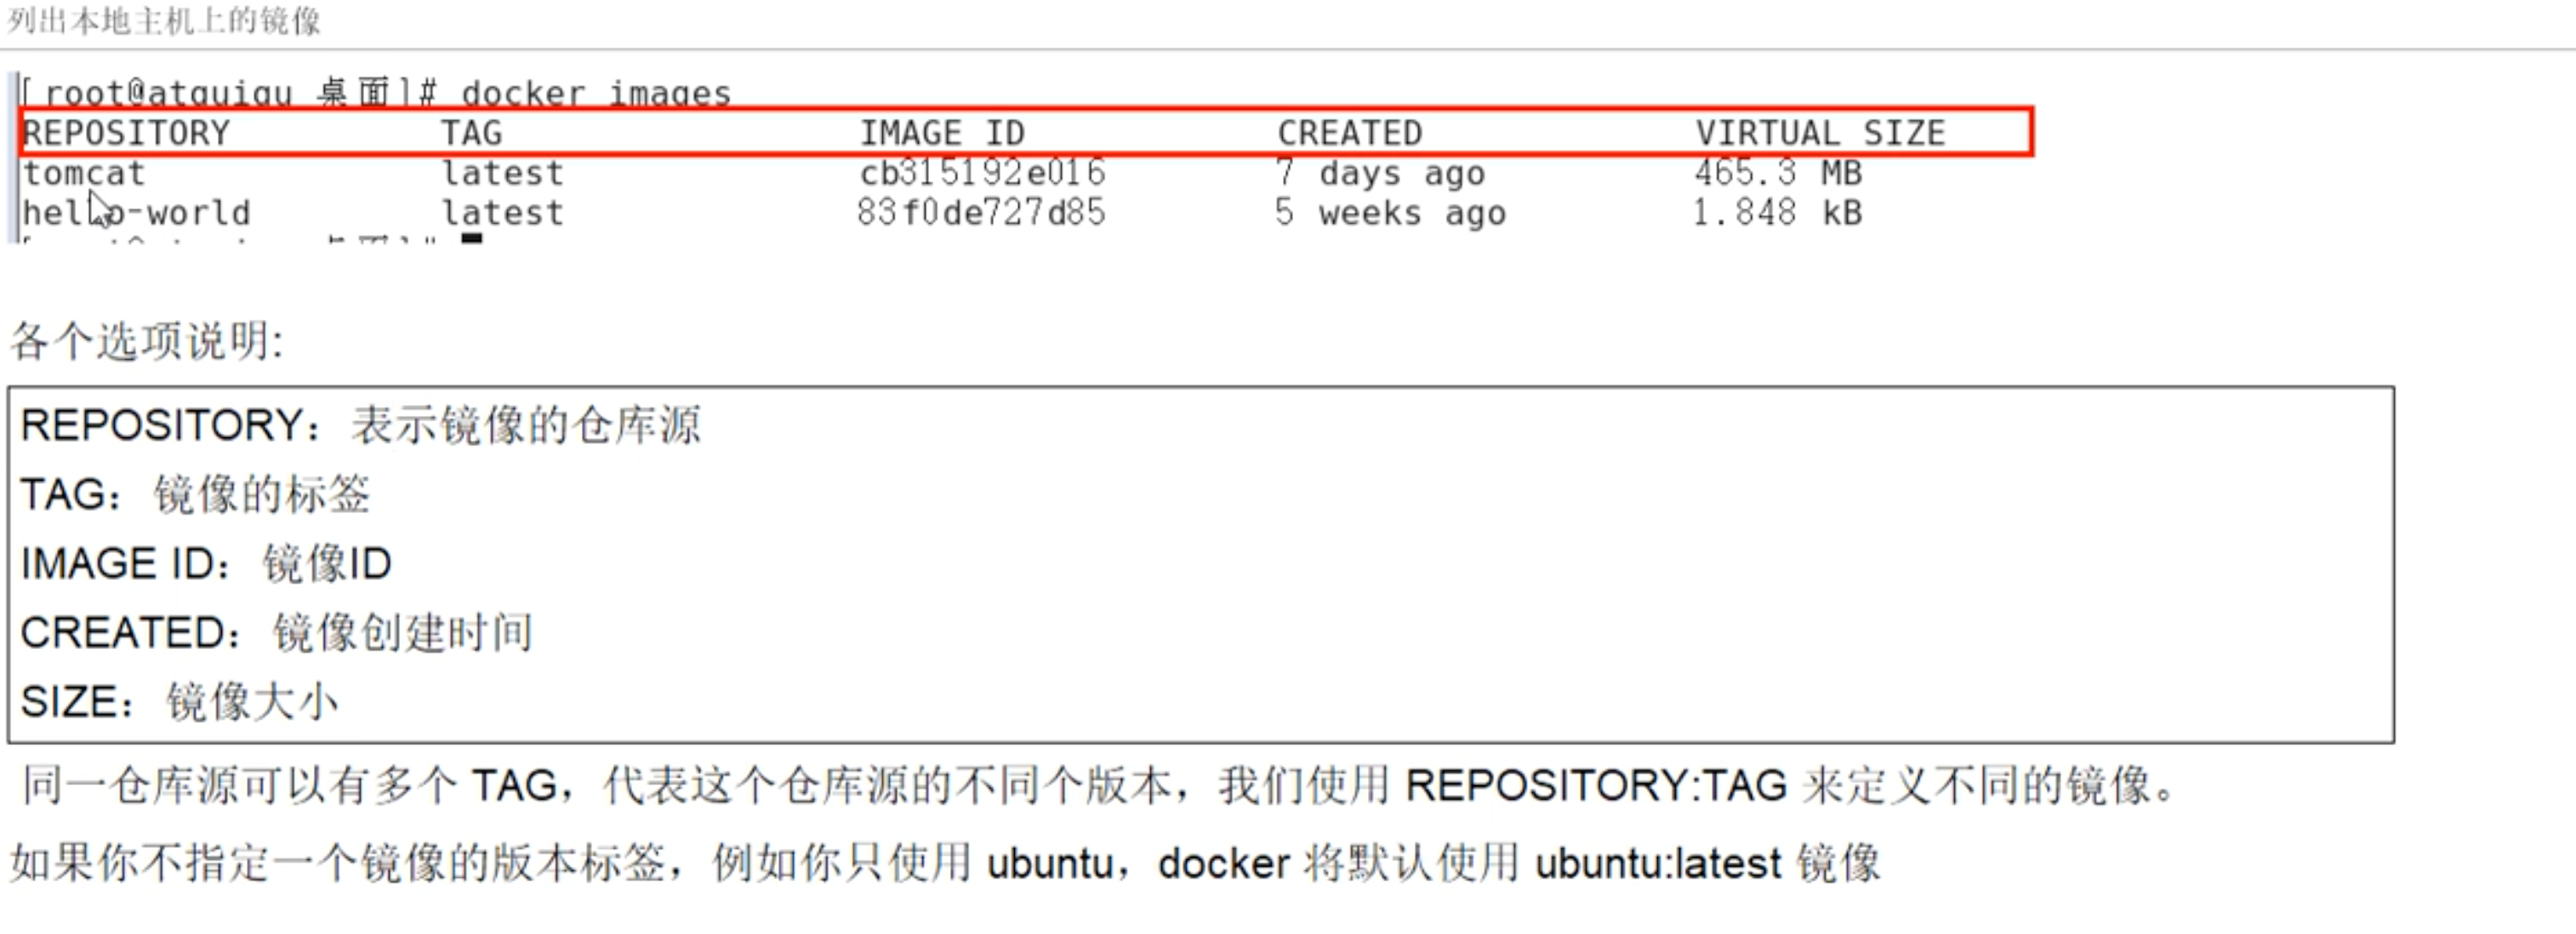 列出本地主机上的镜像
[root@atguigu 桌面]# docker images
REPOSITORY TAG IMAGE ID CREATED VIRTUAL SIZE
tomcat latest cb315192e016 7 days ago 465.3 MB
hello-world latest 83f0de727d85 5 weeks ago 1.848 kB
各个选项说明:
REPOSITORY：表示镜像的仓库源
TAG：镜像的标签
IMAGE ID：镜像ID
CREATED：镜像创建时间
SIZE：镜像大小
同一仓库源可以有多个 TAG，代表这个仓库源的不同个版本，我们使用 REPOSITORY:TAG 来定义不同的镜像。
如果你不指定一个镜像的版本标签，例如你只使用 ubuntu，docker 将默认使用 ubuntu:latest 镜像